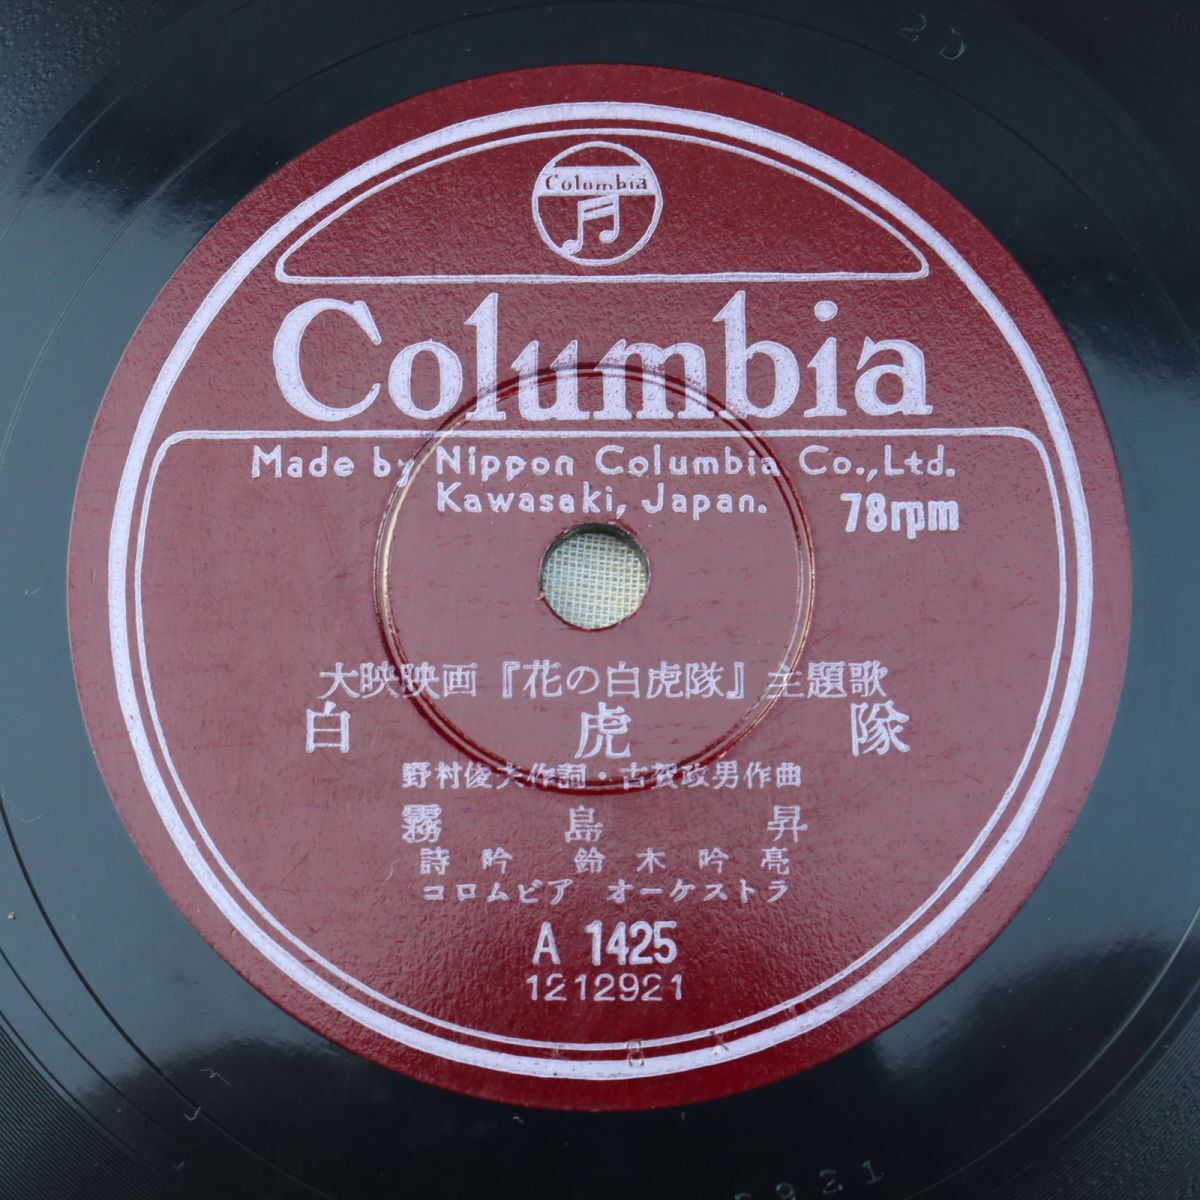 2D
Columbia
Columbia
Made by Nippon Columbia Co.,Ltd.
Kawasaki, Japan.
78rpm
大映映画『花の白虎隊』主題歌
白虎隊
野村俊夫作詞・古賀政男作曲
霧島昇
詩吟 鈴木吟亮
コロムビア オーケストラ
A 1425
1212921
921